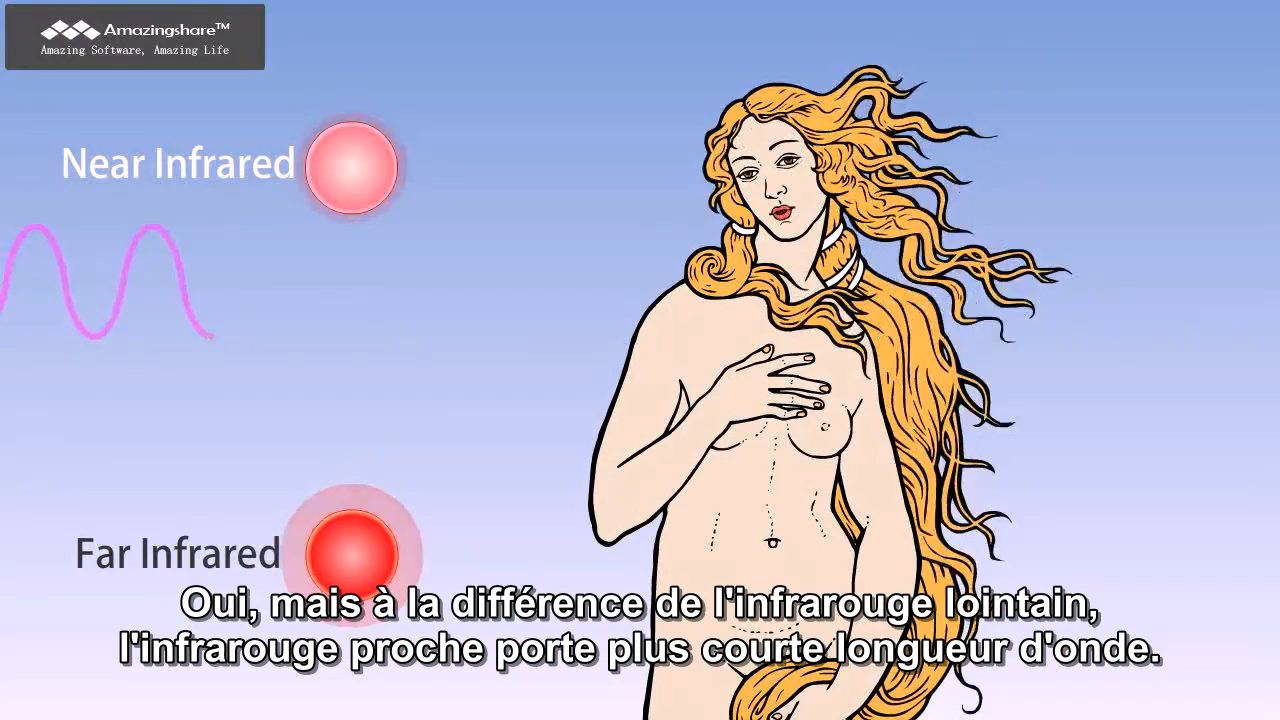 Amazingshare™
Amazing Software, Amazing Life
Near Infrared
Far Infrared
Oui, mais à la différence de l'infrarouge lointain,
l'infrarouge proche porte plus courte longueur d'onde.